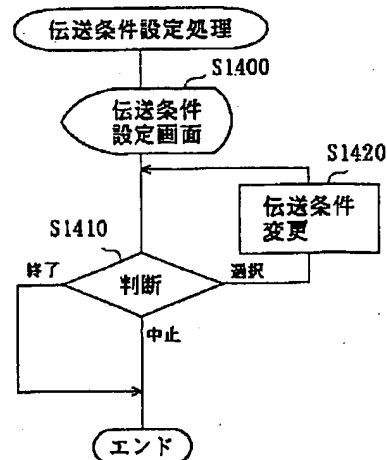 伝送条件設定処理
S1400
伝送条件
設定画面
S1420
伝送条件
変更
S1410
終了
判断
選択
中止
エンド